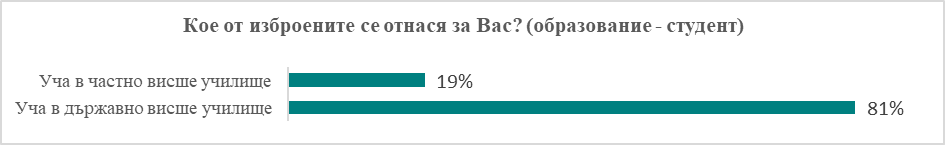 Кое от изброените се отнася за Вас? (образование - студент)
Уча в частно висше училище 19%
Уча в държавно висше училище 81%